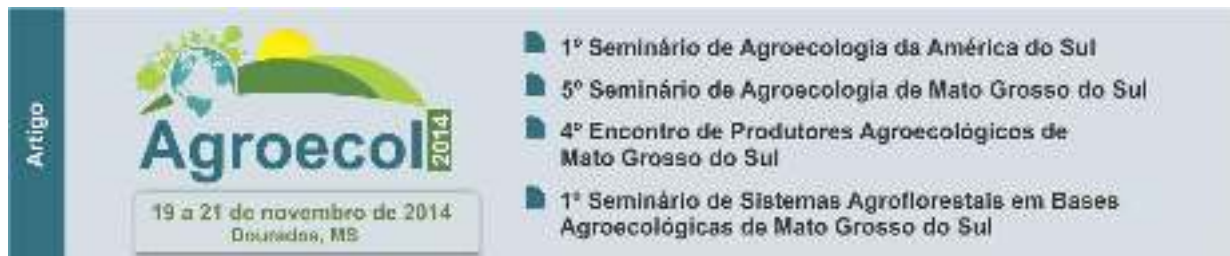 Artigo
Agroecol 2014
19 a 21 de novembro de 2014
Dourados, MS
1º Seminário de Agroecologia da América do Sul
5º Seminário de Agroecologia de Mato Grosso do Sul
4º Encontro de Produtores Agroecológicos de
Mato Grosso do Sul
1º Seminário de Sistemas Agroflorestais em Bases
Agroecológicas de Mato Grosso do Sul